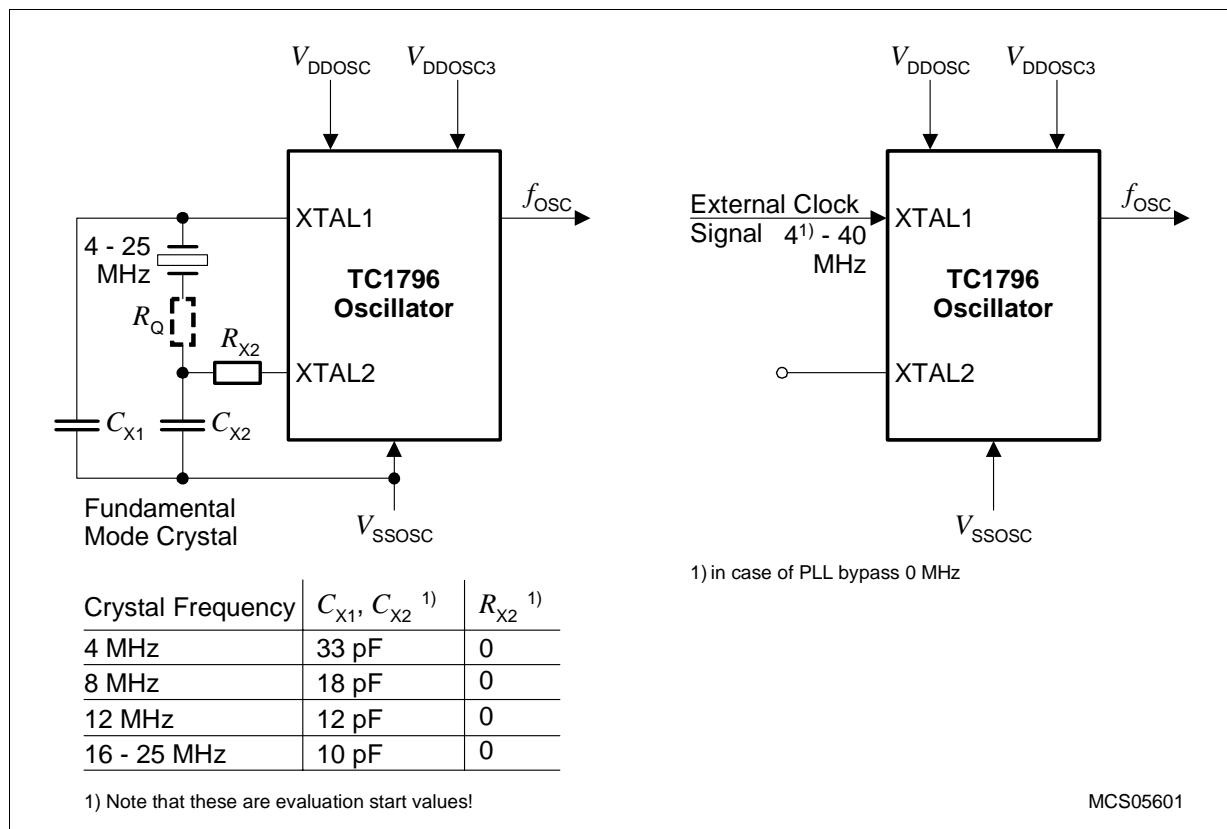 VDDOSC VDDOSC3
XTAL1
fOSC
4 - 25
MHz
TC1796
Oscillator
RQ
RX2
XTAL2
CX1
CX2
Fundamental
Mode Crystal
VSSOSC
VDDOSC VDDOSC3
External Clock
Signal 4¹⁾ - 40
MHz
XTAL1
fOSC
TC1796
Oscillator
XTAL2
VSSOSC
1) in case of PLL bypass 0 MHz
Crystal Frequency CX1, CX2 ¹⁾ RX2 ¹⁾
4 MHz 33 pF 0
8 MHz 18 pF 0
12 MHz 12 pF 0
16 - 25 MHz 10 pF 0
1) Note that these are evaluation start values!
MCS05601